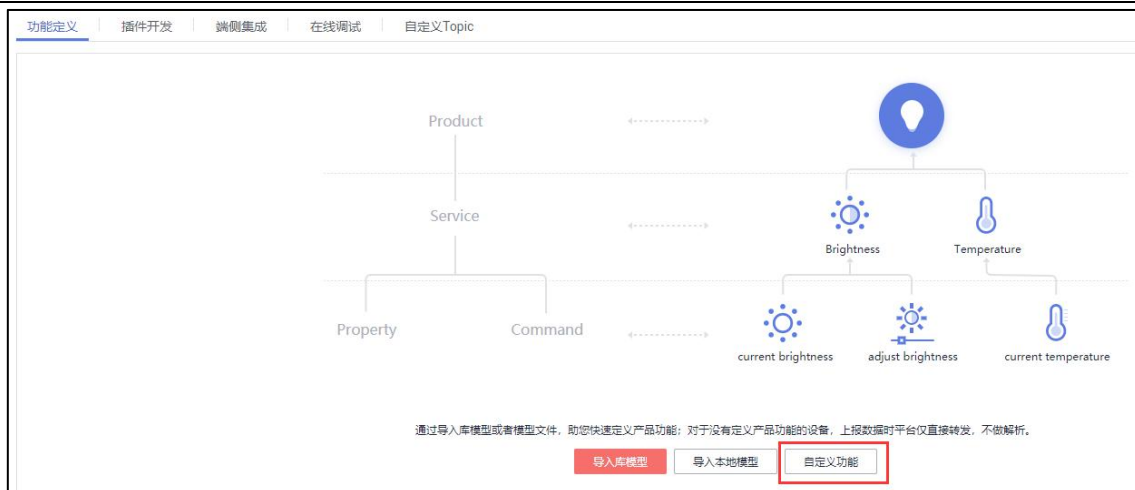 功能定义 插件开发 端侧集成 在线调试 自定义Topic
Product
Service
Brightness Temperature
Property Command
current brightness adjust brightness current temperature
通过导入库模型或者模型文件，助您快速定义产品功能；对于没有定义产品功能的设备，上报数据时平台仅直接转发，不做解析。
导入库模型 导入本地模型 自定义功能